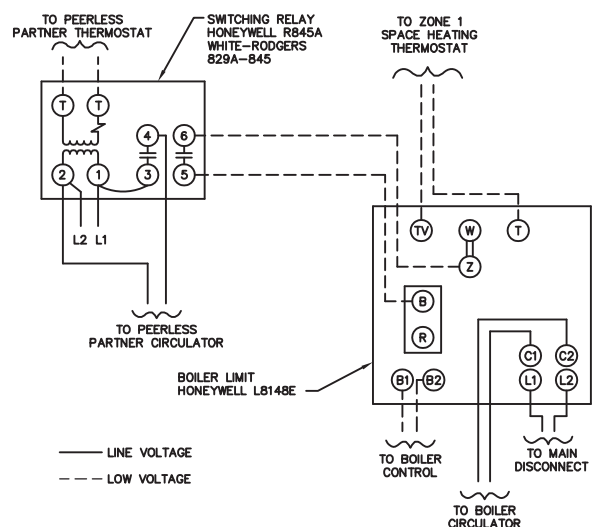 TO PEERLESS
PARTNER THERMOSTAT
SWITCHING RELAY
HONEYWELL R845A
WHITE-RODGERS
829A-845
TO ZONE 1
SPACE HEATING
THERMOSTAT
T
T
4
6
2
1
3
5
L2 L1
TO PEERLESS
PARTNER CIRCULATOR
TV
W
T
Z
B
R
C1
C2
B1
B2
L1
L2
BOILER LIMIT
HONEYWELL L8148E
TO BOILER
CONTROL
TO MAIN
DISCONNECT
TO BOILER
CIRCULATOR
LINE VOLTAGE
LOW VOLTAGE